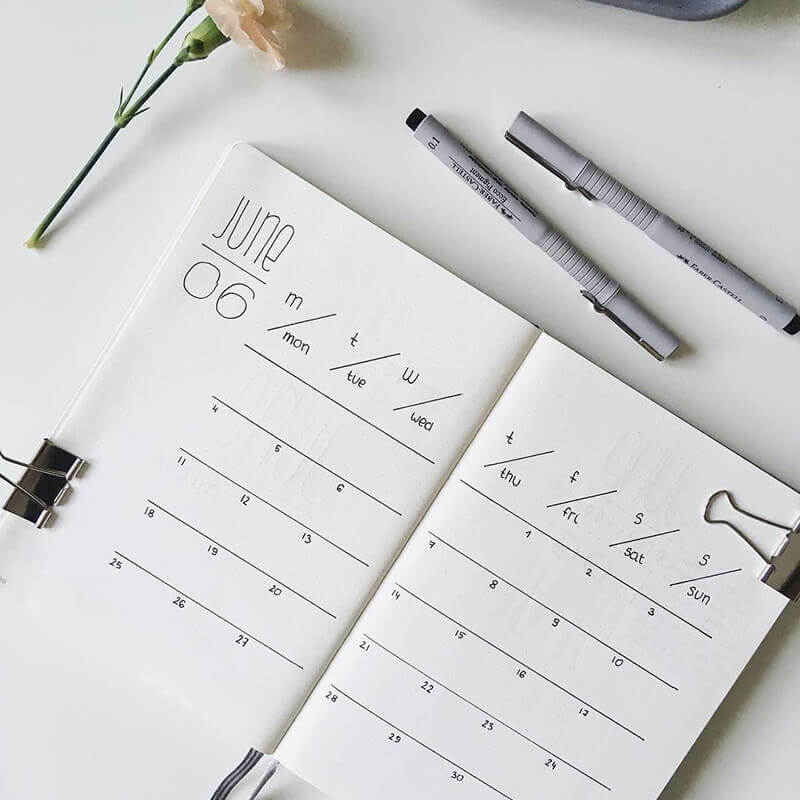 June
06
m t w
mon tue wed
4 5 6
11 12 13
18 19 20
25 26 27
t f s s
thu fri sat sun
1 2 3
7 8 9 10
14 15 16 17
21 22 23 24
28 29 30
FABER-CASTELL
Ecco Pigment
FABER-CASTELL